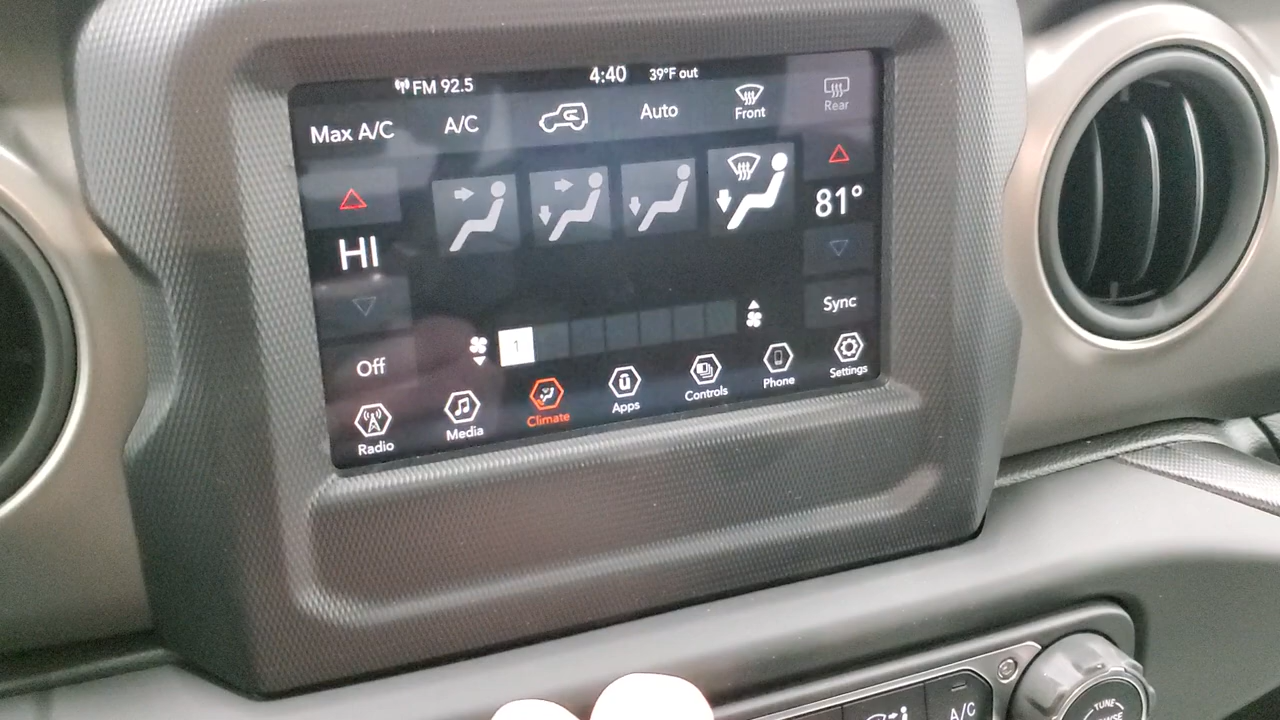 FM 92.5 4:40 39°F out
Max A/C A/C Auto Front Rear
HI 81°
Sync
1
Off
Radio Media Climate Apps Controls Phone Settings
A/C TUNE